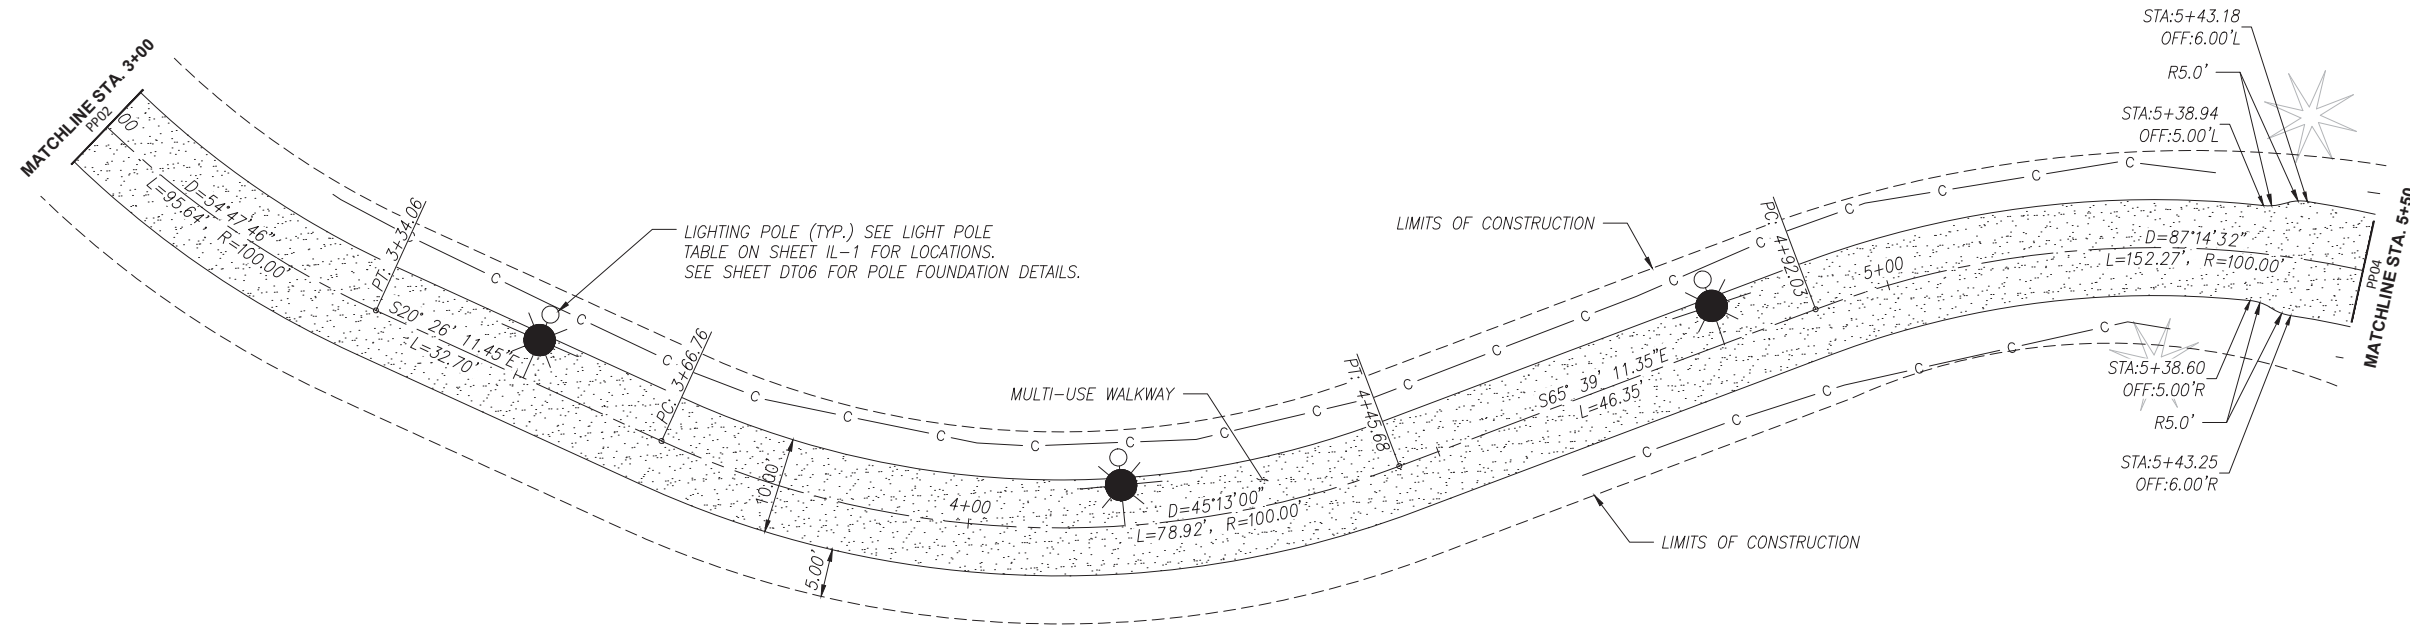 MATCHLINE STA. 3+00
PP02
00
D=54°47'46"
L=95.64', R=100.00'
PT: 3+34.06
S20° 26' 11.45"E
L=32.70'
LIGHTING POLE (TYP.) SEE LIGHT POLE
TABLE ON SHEET IL-1 FOR LOCATIONS.
SEE SHEET DT06 FOR POLE FOUNDATION DETAILS.
PC: 3+66.76
10.00'
5.00'
4+00
MULTI-USE WALKWAY
D=45°13'00"
L=78.92', R=100.00'
PT: 4+45.68
S65° 39' 11.35"E
L=46.35'
LIMITS OF CONSTRUCTION
LIMITS OF CONSTRUCTION
PC: 4+92.03
5+00
D=87°14'32"
L=152.27', R=100.00'
STA:5+43.18
OFF:6.00'L
R5.0'
STA:5+38.94
OFF:5.00'L
STA:5+38.60
OFF:5.00'R
R5.0'
STA:5+43.25
OFF:6.00'R
PP04
MATCHLINE STA. 5+50
C C C C C C C C C C C C C C C C C C C
C C C C C C